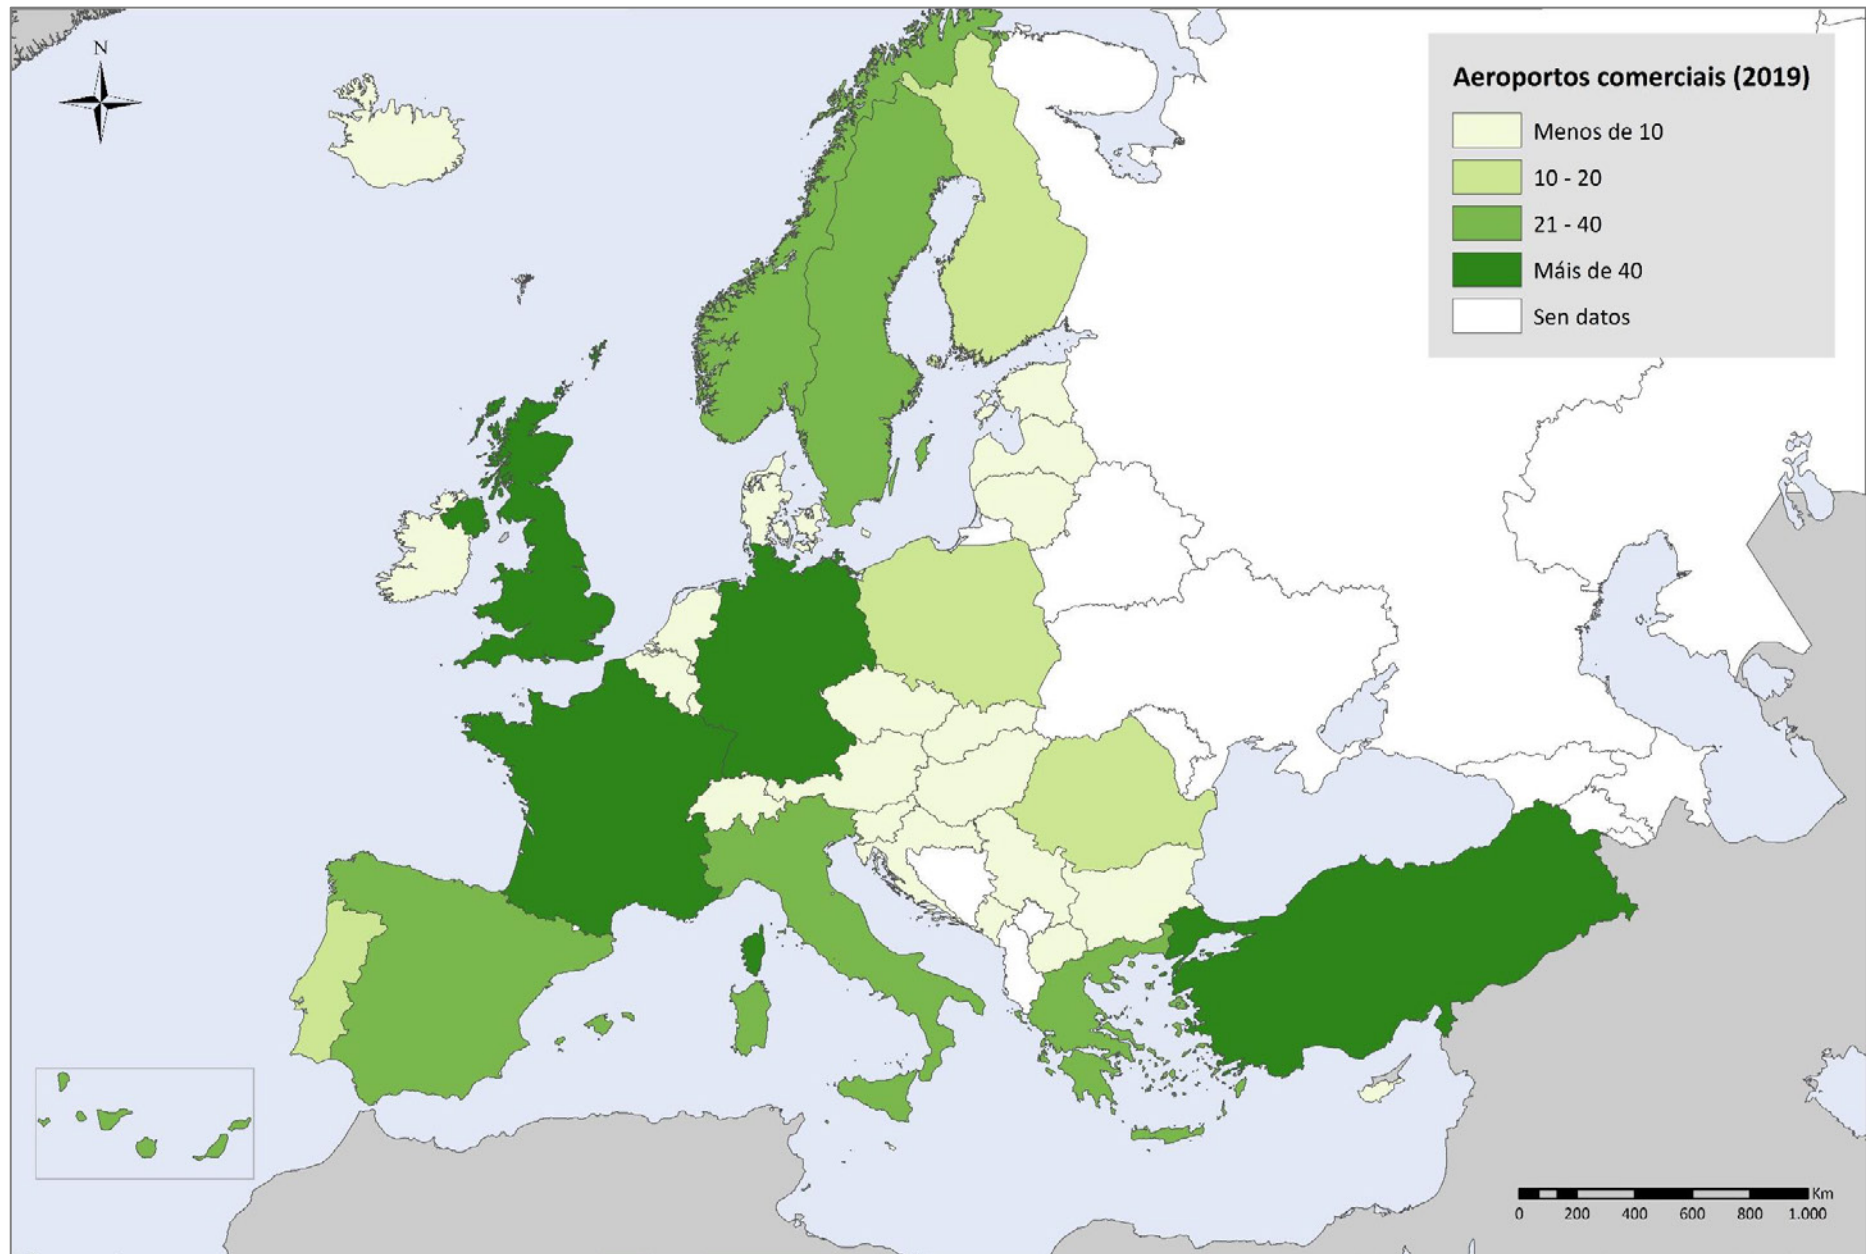 N
Aeroportos comerciais (2019)
Menos de 10
10 - 20
21 - 40
Máis de 40
Sen datos
Km
0 200 400 600 800 1.000